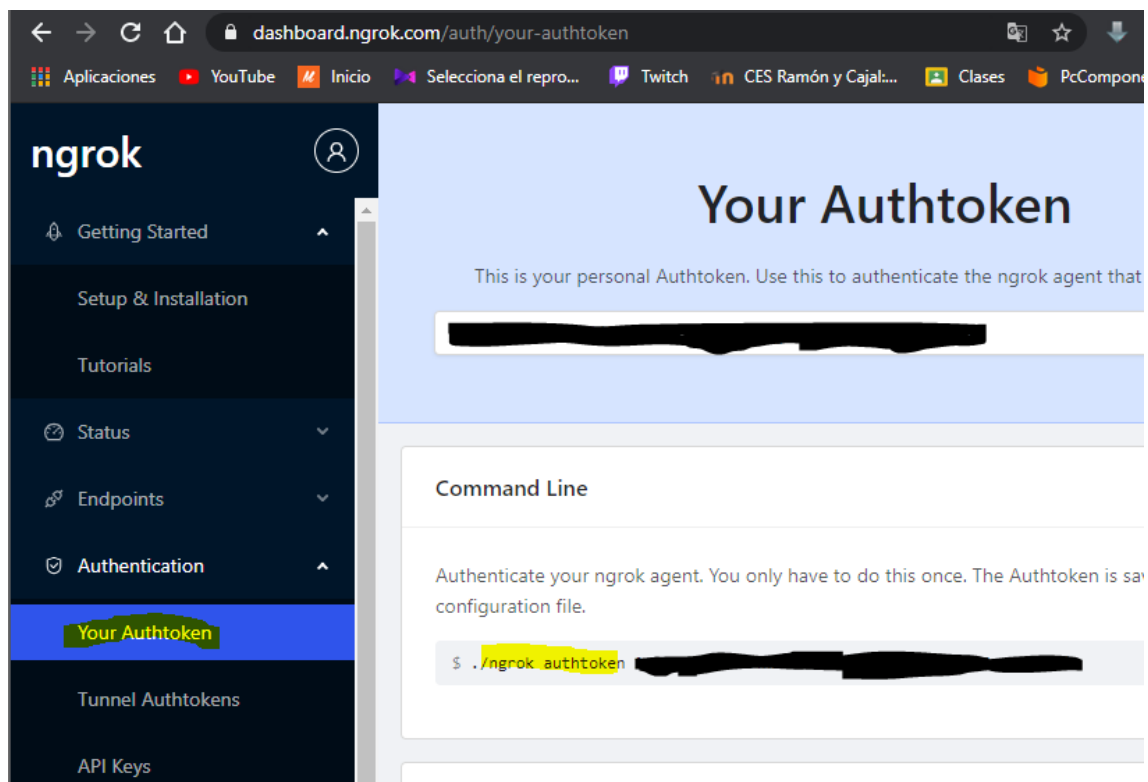 dashboard.ngrok.com/auth/your-authtoken
Aplicaciones YouTube Inicio Selecciona el repro... Twitch CES Ramón y Cajal:... Clases PcCompone
ngrok
Getting Started
Setup & Installation
Tutorials
Status
Endpoints
Authentication
Your Authtoken
Tunnel Authtokens
API Keys
Your Authtoken
This is your personal Authtoken. Use this to authenticate the ngrok agent that
Command Line
Authenticate your ngrok agent. You only have to do this once. The Authtoken is sa
configuration file.
$ ./ngrok authtoken